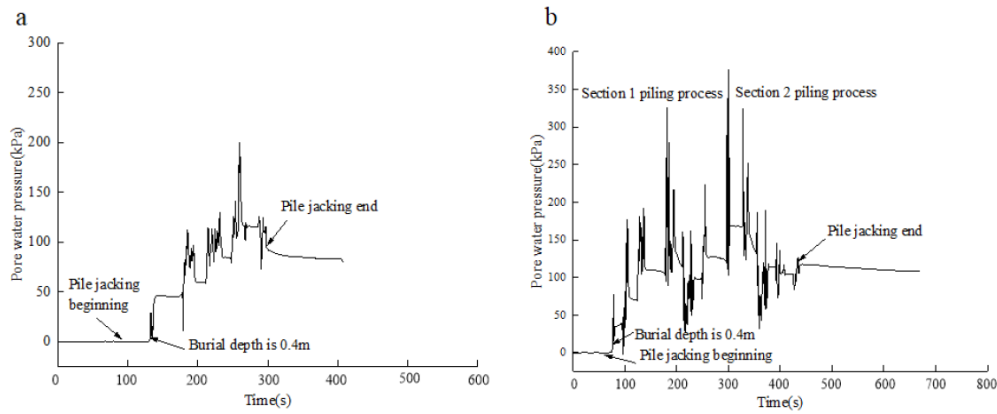 a
Pore water pressure(kPa)
300
250
200
150
100
50
0
Pile jacking
beginning
Burial depth is 0.4m
Pile jacking end
0 100 200 300 400 500 600
Time(s)
b
Pore water pressure(kPa)
400
350
300
250
200
150
100
50
0
Section 1 piling process
Section 2 piling process
Pile jacking end
Burial depth is 0.4m
Pile jacking beginning
0 100 200 300 400 500 600 700 800
Time(s)